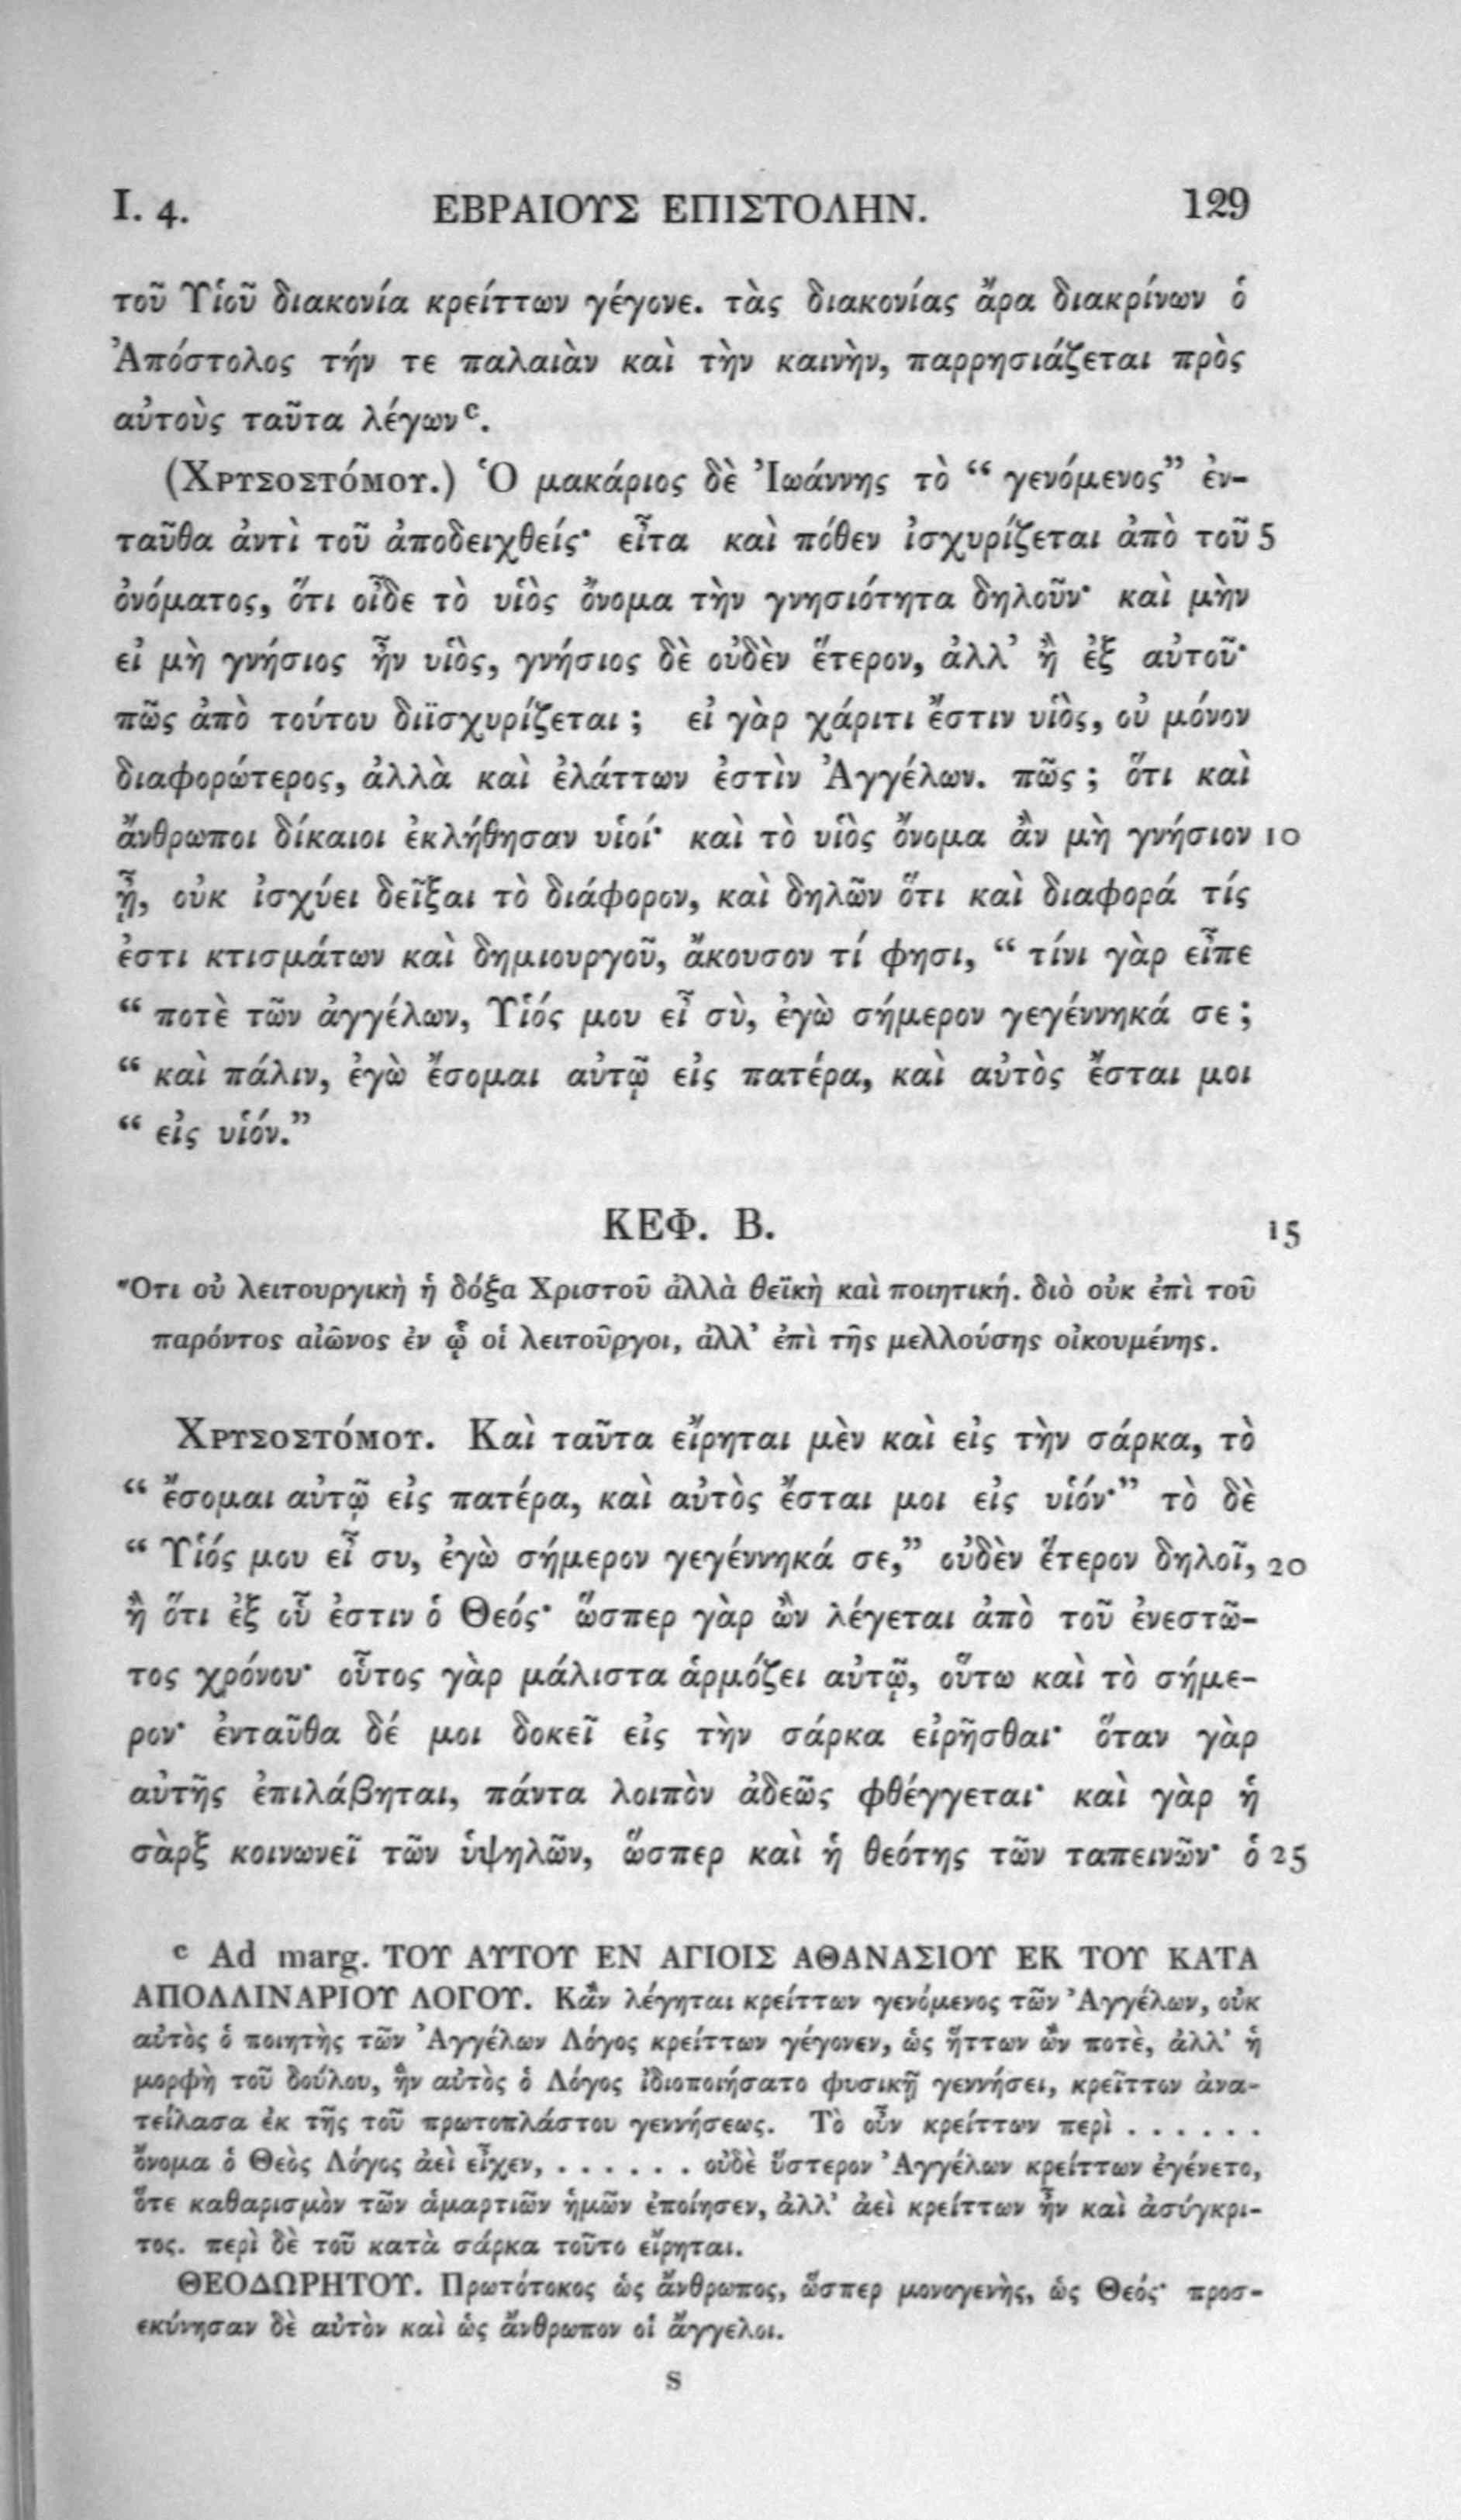 I. 4. ΕΒΡΑΙΟΥΣ ΕΠΙΣΤΟΛΗΝ. 129
τοῦ Υἱοῦ διακονία κρείττων γέγονε. τὰς διακονίας ἄρα διακρίνων ὁ
Ἀπόστολος τήν τε παλαιὰν καὶ τὴν καινὴν, παρρησιάζεται πρὸς
αὐτοὺς ταῦτα λέγων c.
(Χρυσοστόμου.) Ὁ μακάριος δὲ Ἰωάννης τὸ “ γενόμενος” ἐν-
ταῦθα ἀντὶ τοῦ ἀποδειχθείς· εἶτα καὶ πόθεν ἰσχυρίζεται ἀπὸ τοῦ 5
ὀνόματος, ὅτι οἶδε τὸ υἱὸς ὄνομα τὴν γνησιότητα δηλοῦν· καὶ μὴν
εἰ μὴ γνήσιος ἦν υἱὸς, γνήσιος δὲ οὐδὲν ἕτερον, ἀλλ’ ἢ ἐξ αὐτοῦ·
πῶς ἀπὸ τούτου διϊσχυρίζεται ; εἰ γὰρ χάριτι ἔστιν υἱὸς, οὐ μόνον
διαφορώτερος, ἀλλὰ καὶ ἐλάττων ἐστὶν Ἀγγέλων. πῶς ; ὅτι καὶ
ἄνθρωποι δίκαιοι ἐκλήθησαν υἱοί· καὶ τὸ υἱὸς ὄνομα ἂν μὴ γνήσιον 10
ᾖ, οὐκ ἰσχύει δεῖξαι τὸ διάφορον, καὶ δηλῶν ὅτι καὶ διαφορά τίς
ἐστι κτισμάτων καὶ δημιουργοῦ, ἄκουσον τί φησι, “ τίνι γὰρ εἶπε
“ ποτὲ τῶν ἀγγέλων, Υἱός μου εἶ σὺ, ἐγὼ σήμερον γεγέννηκά σε ;
“ καὶ πάλιν, ἐγὼ ἔσομαι αὐτῷ εἰς πατέρα, καὶ αὐτὸς ἔσται μοι
“ εἰς υἱόν.”
ΚΕΦ. Β. 15
Ὅτι οὐ λειτουργικὴ ἡ δόξα Χριστοῦ ἀλλὰ θεϊκὴ καὶ ποιητική. διὸ οὐκ ἐπὶ τοῦ
παρόντος αἰῶνος ἐν ᾧ οἱ λειτοῦργοι, ἀλλ’ ἐπὶ τῆς μελλούσης οἰκουμένης.
Χρυσοστόμου. Καὶ ταῦτα εἴρηται μὲν καὶ εἰς τὴν σάρκα, τὸ
“ ἔσομαι αὐτῷ εἰς πατέρα, καὶ αὐτὸς ἔσται μοι εἰς υἱόν·” τὸ δὲ
“ Υἱός μου εἶ συ, ἐγὼ σήμερον γεγέννηκά σε,” οὐδὲν ἕτερον δηλοῖ, 20
ἢ ὅτι ἐξ οὗ ἐστιν ὁ Θεός· ὥσπερ γὰρ ὢν λέγεται ἀπὸ τοῦ ἐνεστῶ-
τος χρόνου· οὗτος γὰρ μάλιστα ἁρμόζει αὐτῷ, οὕτω καὶ τὸ σήμε-
ρον· ἐνταῦθα δέ μοι δοκεῖ εἰς τὴν σάρκα εἰρῆσθαι· ὅταν γὰρ
αὐτῆς ἐπιλάβηται, πάντα λοιπὸν ἀδεῶς φθέγγεται· καὶ γὰρ ἡ
σὰρξ κοινωνεῖ τῶν ὑψηλῶν, ὥσπερ καὶ ἡ θεότης τῶν ταπεινῶν· ὁ 25
c Ad marg. ΤΟΥ ΑΥΤΟΥ ΕΝ ΑΓΙΟΙΣ ΑΘΑΝΑΣΙΟΥ ΕΚ ΤΟΥ ΚΑΤΑ
ΑΠΟΛΛΙΝΑΡΙΟΥ ΛΟΓΟΥ. Κἂν λέγηται κρείττων γενόμενος τῶν Ἀγγέλων, οὐκ
αὐτὸς ὁ ποιητὴς τῶν Ἀγγέλων Λόγος κρείττων γέγονεν, ὡς ἥττων ὤν ποτὲ, ἀλλ’ ἡ
μορφὴ τοῦ δούλου, ἣν αὐτὸς ὁ Λόγος ἰδιοποιήσατο φυσικῇ γεννήσει, κρεῖττον ἀνα-
τείλασα ἐκ τῆς τοῦ πρωτοπλάστου γεννήσεως. Τὸ οὖν κρείττων περὶ . . . . . .
ὄνομα ὁ Θεὸς Λόγος ἀεὶ εἶχεν, . . . . . . οὐδὲ ὕστερον Ἀγγέλων κρείττων ἐγένετο,
ὅτε καθαρισμὸν τῶν ἁμαρτιῶν ἡμῶν ἐποίησεν, ἀλλ’ ἀεὶ κρείττων ἦν καὶ ἀσύγκρι-
τος. περὶ δὲ τοῦ κατὰ σάρκα τοῦτο εἴρηται.
ΘΕΟΔΩΡΗΤΟΥ. Πρωτότοκος ὡς ἄνθρωπος, ὥσπερ μονογενὴς, ὡς Θεός· προσ-
εκύνησαν δὲ αὐτὸν καὶ ὡς ἄνθρωπον οἱ ἄγγελοι.
s